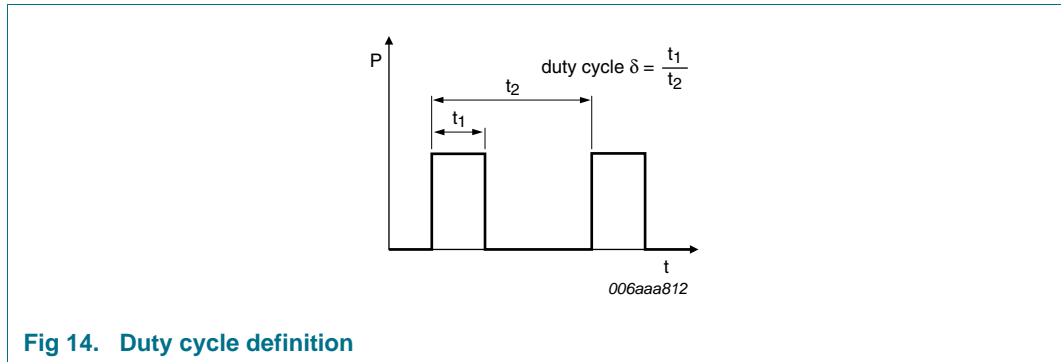 P
duty cycle δ = t1
t2
t2
t1
t
006aaa812
Fig 14. Duty cycle definition